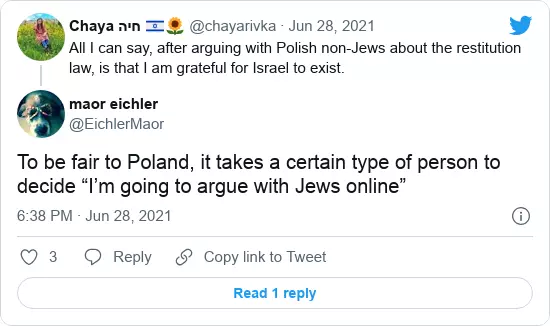 Chaya חיה 🇮🇱🌻 @chayarivka · Jun 28, 2021
All I can say, after arguing with Polish non-Jews about the restitution
law, is that I am grateful for Israel to exist.
maor eichler
@EichlerMaor
To be fair to Poland, it takes a certain type of person to
decide “I’m going to argue with Jews online”
6:38 PM · Jun 28, 2021
3 Reply Copy link to Tweet
Read 1 reply